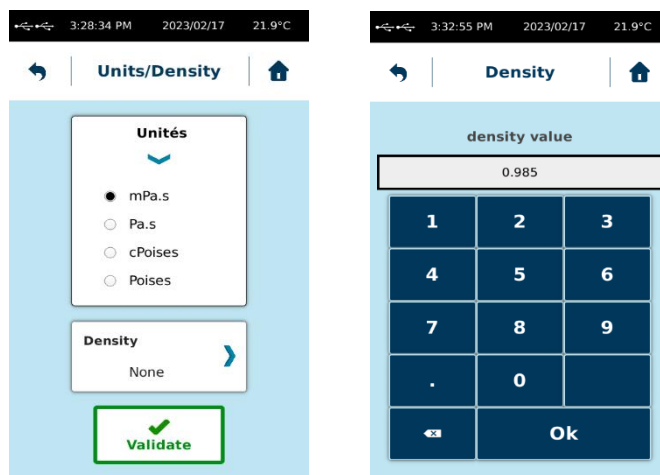 3:28:34 PM 2023/02/17 21.9°C
Units/Density
Unités
mPa.s
Pa.s
cPoises
Poises
Density
None
Validate
3:32:55 PM 2023/02/17 21.9°C
Density
density value
0.985
1 2 3
4 5 6
7 8 9
. 0
Ok